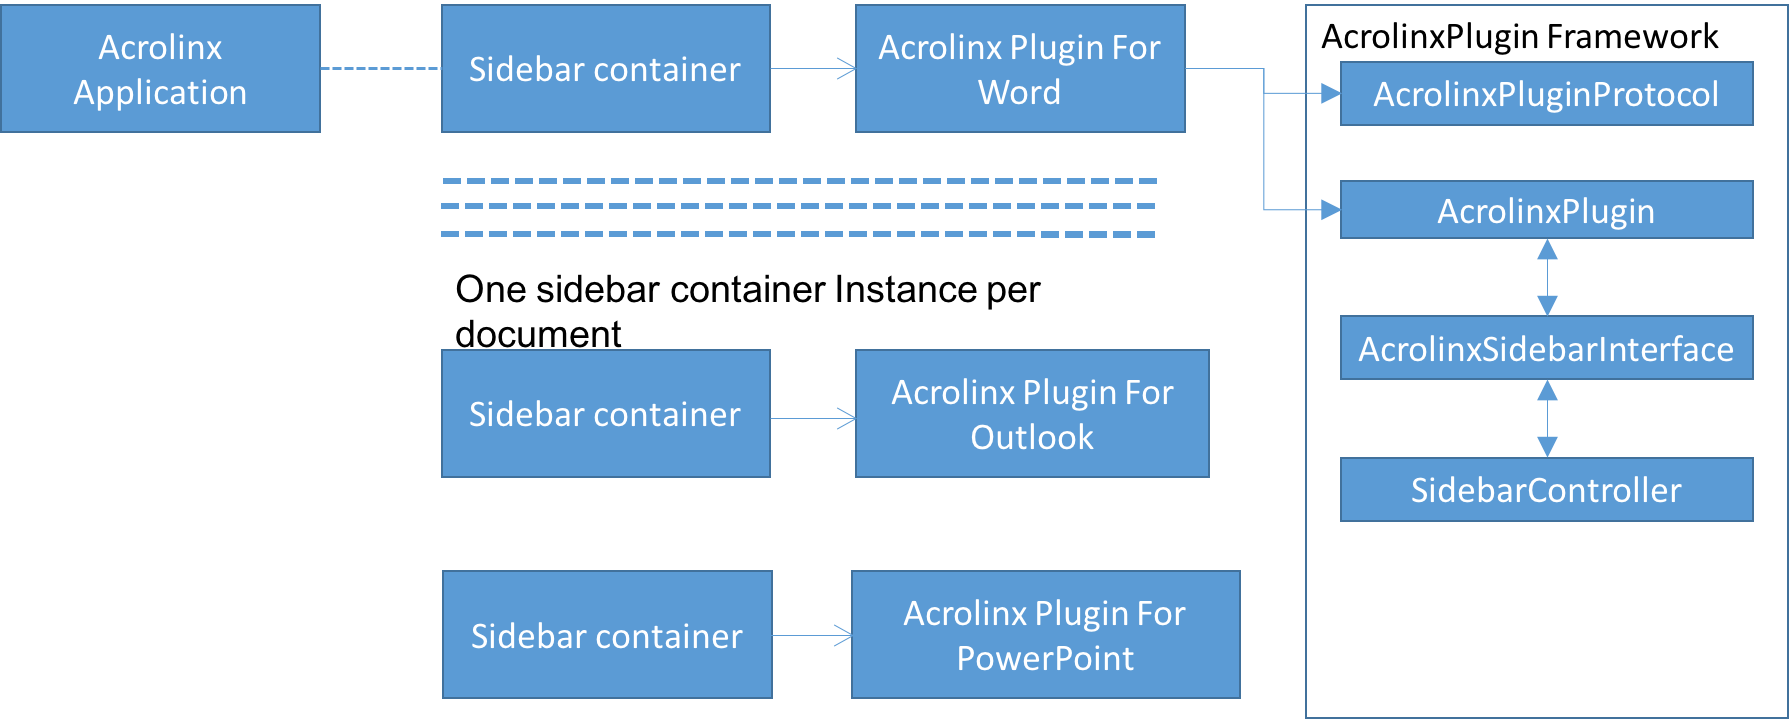 Acrolinx
Application
Sidebar container
Acrolinx Plugin For
Word
AcrolinxPlugin Framework
AcrolinxPluginProtocol
AcrolinxPlugin
AcrolinxSidebarInterface
SidebarController
One sidebar container Instance per
document
Sidebar container
Acrolinx Plugin For
Outlook
Sidebar container
Acrolinx Plugin For
PowerPoint